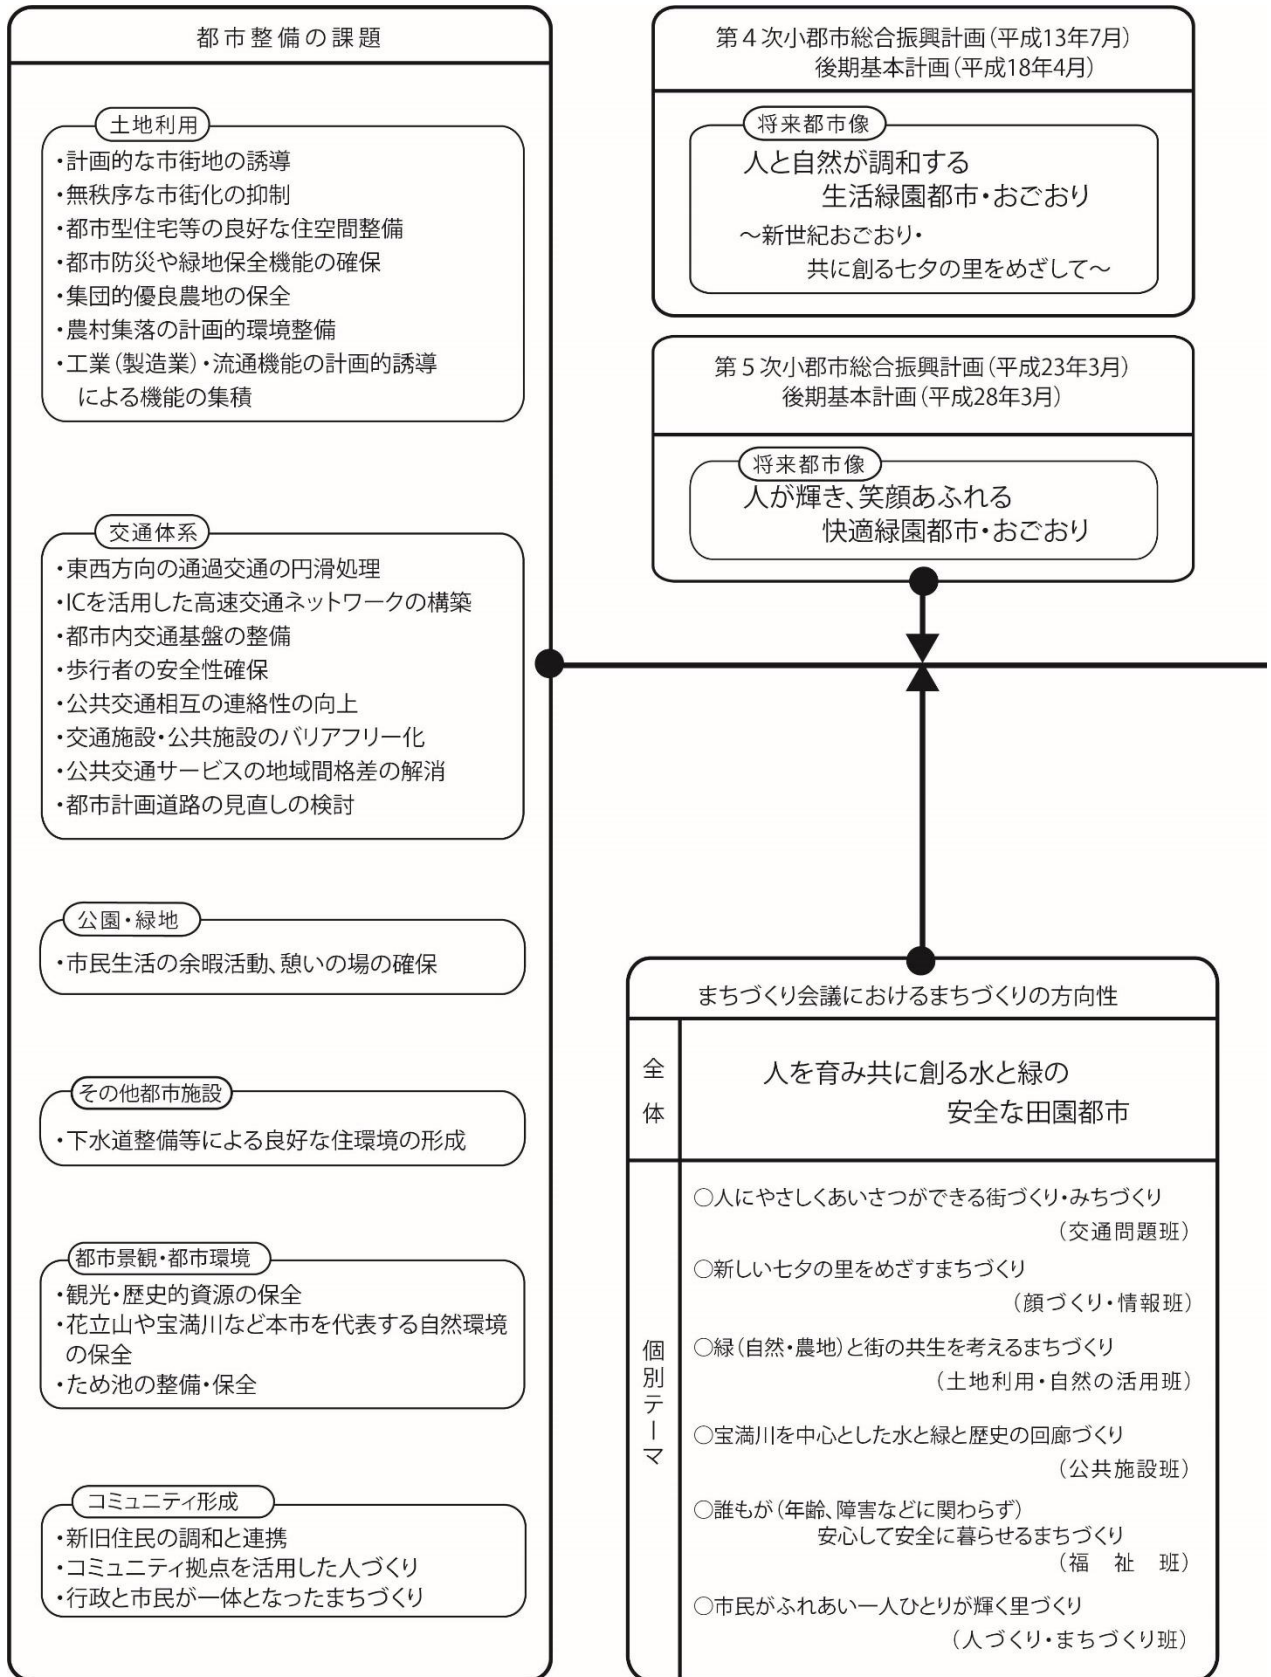 都市整備の課題
土地利用
・計画的な市街地の誘導
・無秩序な市街化の抑制
・都市型住宅等の良好な住空間整備
・都市防災や緑地保全機能の確保
・集団的優良農地の保全
・農村集落の計画的環境整備
・工業(製造業)・流通機能の計画的誘導
による機能の集積
交通体系
・東西方向の通過交通の円滑処理
・ICを活用した高速交通ネットワークの構築
・都市内交通基盤の整備
・歩行者の安全性確保
・公共交通相互の連絡性の向上
・交通施設・公共施設のバリアフリー化
・公共交通サービスの地域間格差の解消
・都市計画道路の見直しの検討
公園・緑地
・市民生活の余暇活動、憩いの場の確保
その他都市施設
・下水道整備等による良好な住環境の形成
都市景観・都市環境
・観光・歴史的資源の保全
・花立山や宝満川など本市を代表する自然環境
の保全
・ため池の整備・保全
コミュニティ形成
・新旧住民の調和と連携
・コミュニティ拠点を活用した人づくり
・行政と市民が一体となったまちづくり
第4次小郡市総合振興計画(平成13年7月)
後期基本計画(平成18年4月)
将来都市像
人と自然が調和する
生活緑園都市・おごおり
～新世紀おごおり・
共に創る七夕の里をめざして～
第5次小郡市総合振興計画(平成23年3月)
後期基本計画(平成28年3月)
将来都市像
人が輝き、笑顔あふれる
快適緑園都市・おごおり
まちづくり会議におけるまちづくりの方向性
全体
人を育み共に創る水と緑の
安全な田園都市
個別テーマ
○人にやさしくあいさつができる街づくり・みちづくり
(交通問題班)
○新しい七夕の里をめざすまちづくり
(顔づくり・情報班)
○緑(自然・農地)と街の共生を考えるまちづくり
(土地利用・自然の活用班)
○宝満川を中心とした水と緑と歴史の回廊づくり
(公共施設班)
○誰もが(年齢、障害などに関わらず)
安心して安全に暮らせるまちづくり
(福　祉　班)
○市民がふれあい一人ひとりが輝く里づくり
(人づくり・まちづくり班)